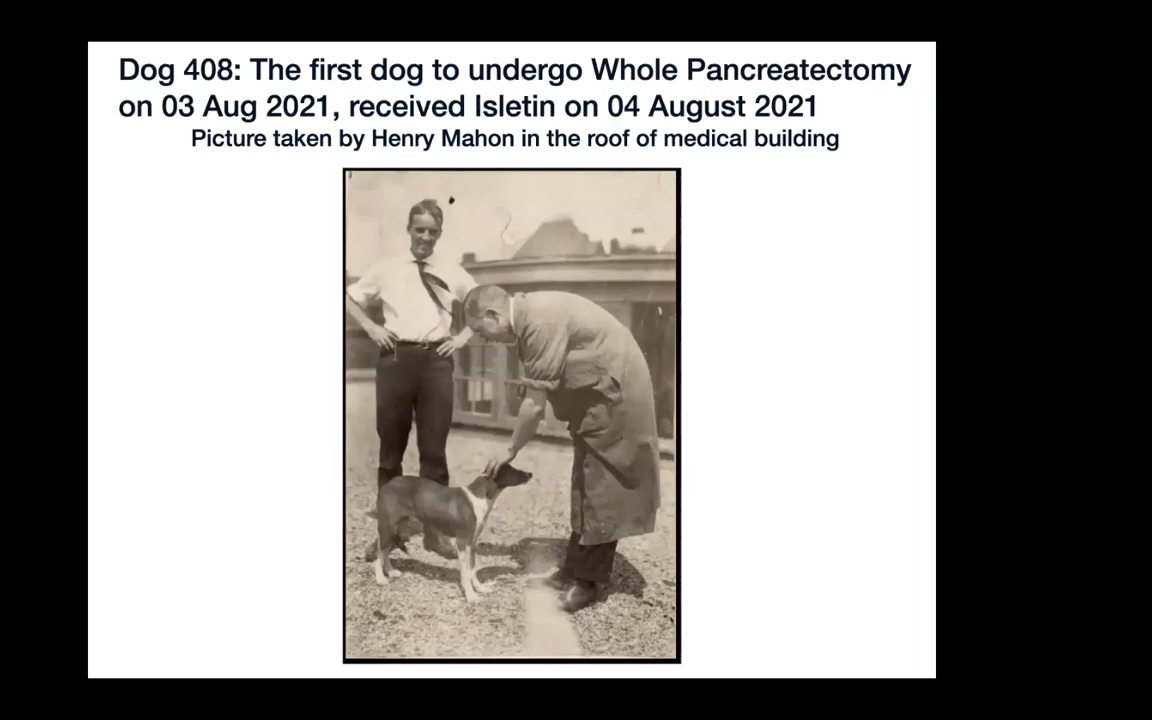 Dog 408: The first dog to undergo Whole Pancreatectomy
on 03 Aug 2021, received Isletin on 04 August 2021
Picture taken by Henry Mahon in the roof of medical building